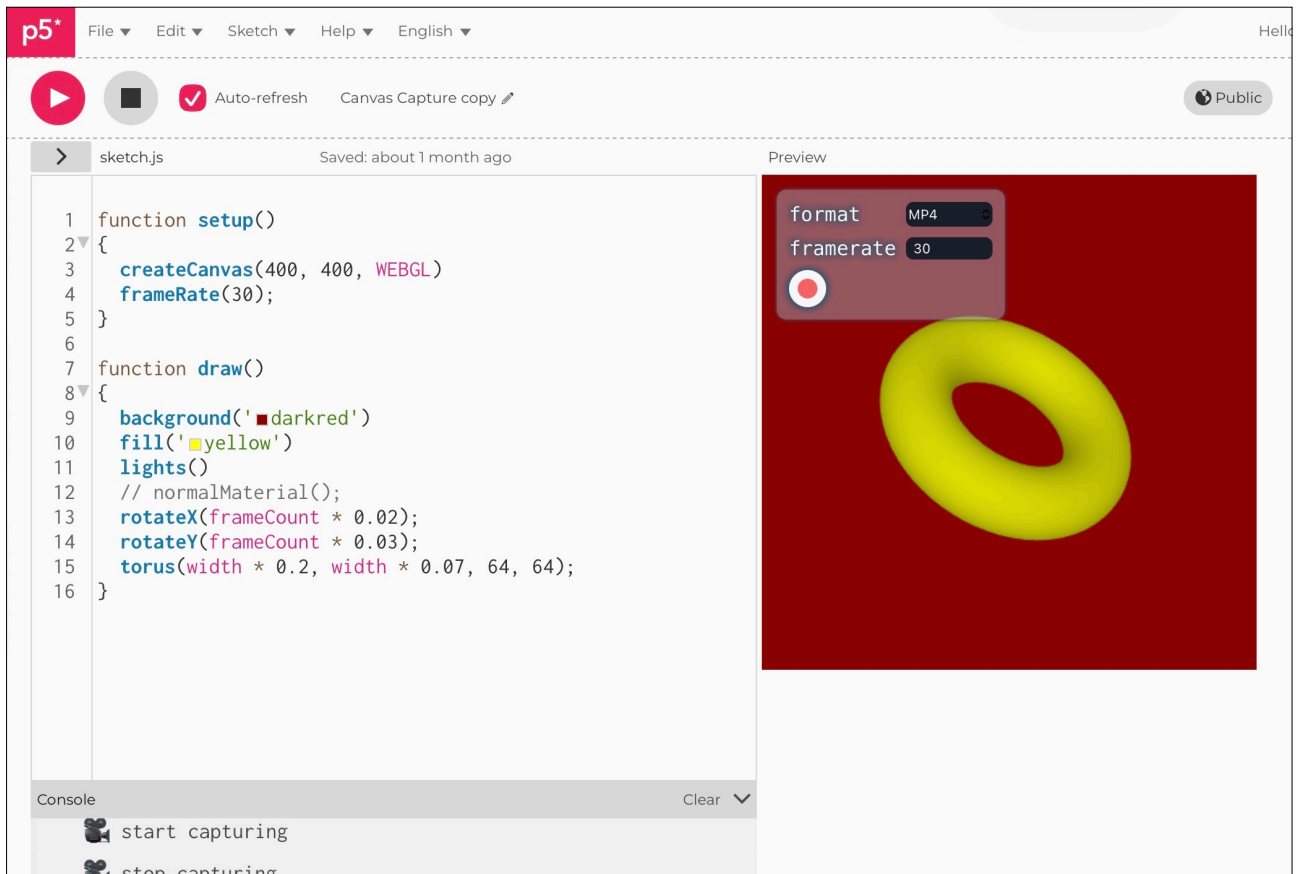 p5* File Edit Sketch Help English
Auto-refresh Canvas Capture copy Public
sketch.js Saved: about 1 month ago Preview
1 function setup()
2 {
3   createCanvas(400, 400, WEBGL)
4   frameRate(30);
5 }
6
7 function draw()
8 {
9   background('darkred')
10   fill('yellow')
11   lights()
12   // normalMaterial();
13   rotateX(frameCount * 0.02);
14   rotateY(frameCount * 0.03);
15   torus(width * 0.2, width * 0.07, 64, 64);
16 }
format MP4
framerate 30
Console Clear
start capturing
stop capturing